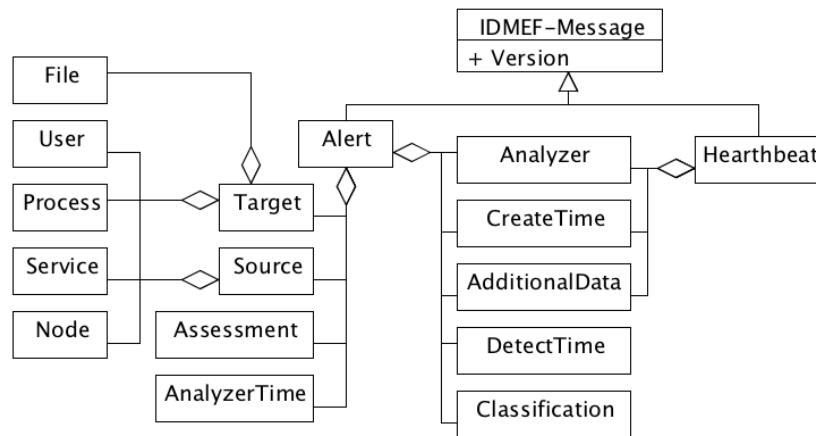 IDMEF-Message
+ Version
File
User
Alert
Analyzer
Hearthbeat
Process
Target
CreateTime
Service
Source
AdditionalData
Node
Assessment
DetectTime
AnalyzerTime
Classification